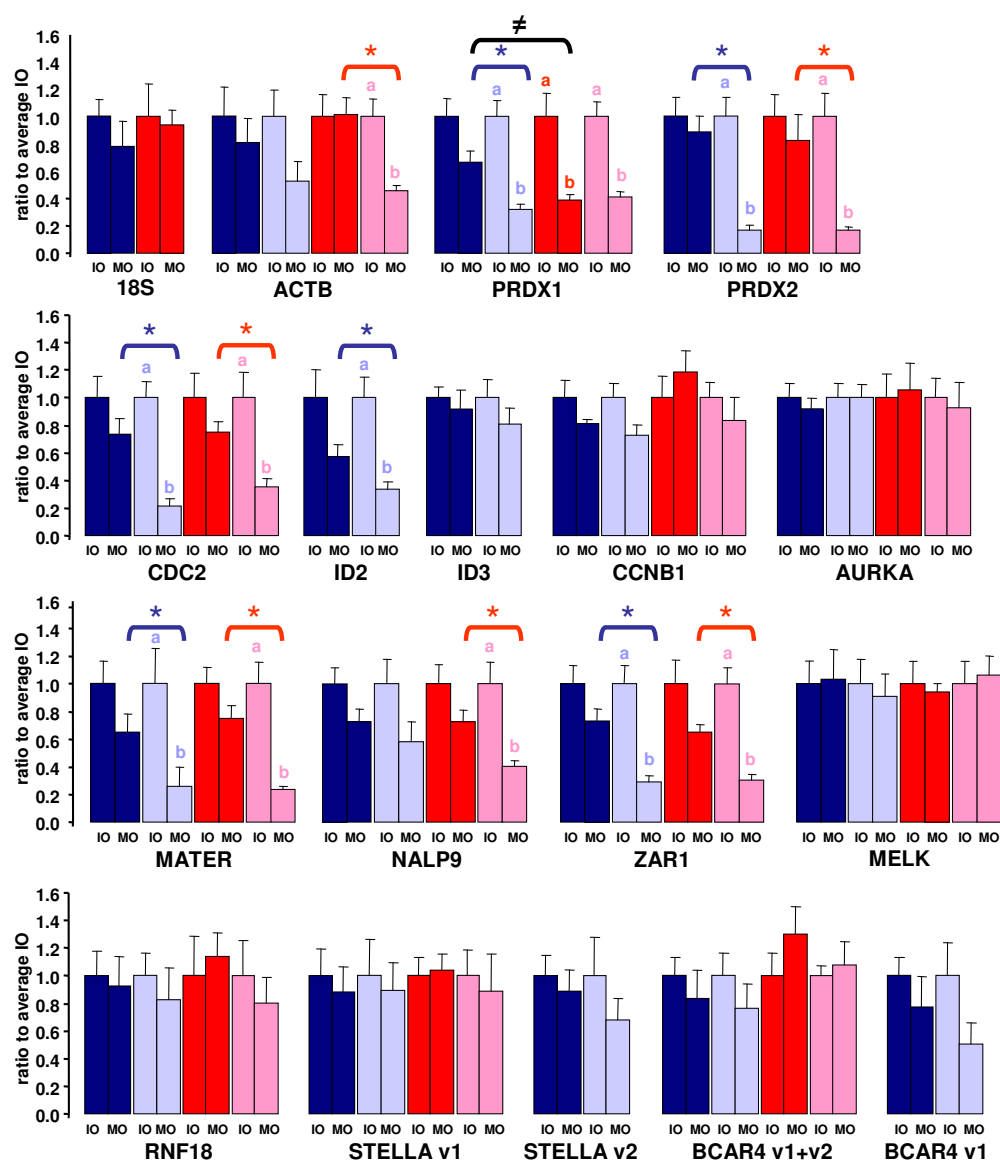 ≠
* * * * *
a a a a a a
b b b b b b
ratio to average IO
1.6
1.4
1.2
1.0
0.8
0.6
0.4
0.2
0.0
IO MO IO MO IO MO IO MO IO MO IO MO IO MO IO MO IO MO IO MO IO MO IO MO IO MO IO MO
18S ACTB PRDX1 PRDX2
* * *
a a a
b b b
ratio to average IO
1.6
1.4
1.2
1.0
0.8
0.6
0.4
0.2
0.0
IO MO IO MO IO MO IO MO IO MO IO MO IO MO IO MO IO MO IO MO IO MO IO MO IO MO IO MO IO MO IO MO
CDC2 ID2 ID3 CCNB1 AURKA
* * * * *
a a a a a
b b b b b
ratio to average IO
1.6
1.4
1.2
1.0
0.8
0.6
0.4
0.2
0.0
IO MO IO MO IO MO IO MO IO MO IO MO IO MO IO MO IO MO IO MO IO MO IO MO IO MO IO MO IO MO IO MO
MATER NALP9 ZAR1 MELK
ratio to average IO
1.6
1.4
1.2
1.0
0.8
0.6
0.4
0.2
0.0
IO MO IO MO IO MO IO MO IO MO IO MO IO MO IO MO IO MO IO MO IO MO IO MO IO MO IO MO IO MO IO MO
RNF18 STELLA v1 STELLA v2 BCAR4 v1+v2 BCAR4 v1